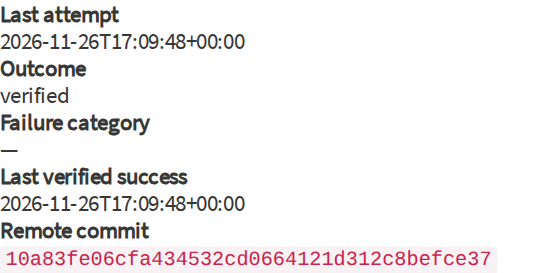 Last attempt
2026-11-26T17:09:48+00:00
Outcome
verified
Failure category
—
Last verified success
2026-11-26T17:09:48+00:00
Remote commit
10a83fe06cfa434532cd0664121d312c8befce37